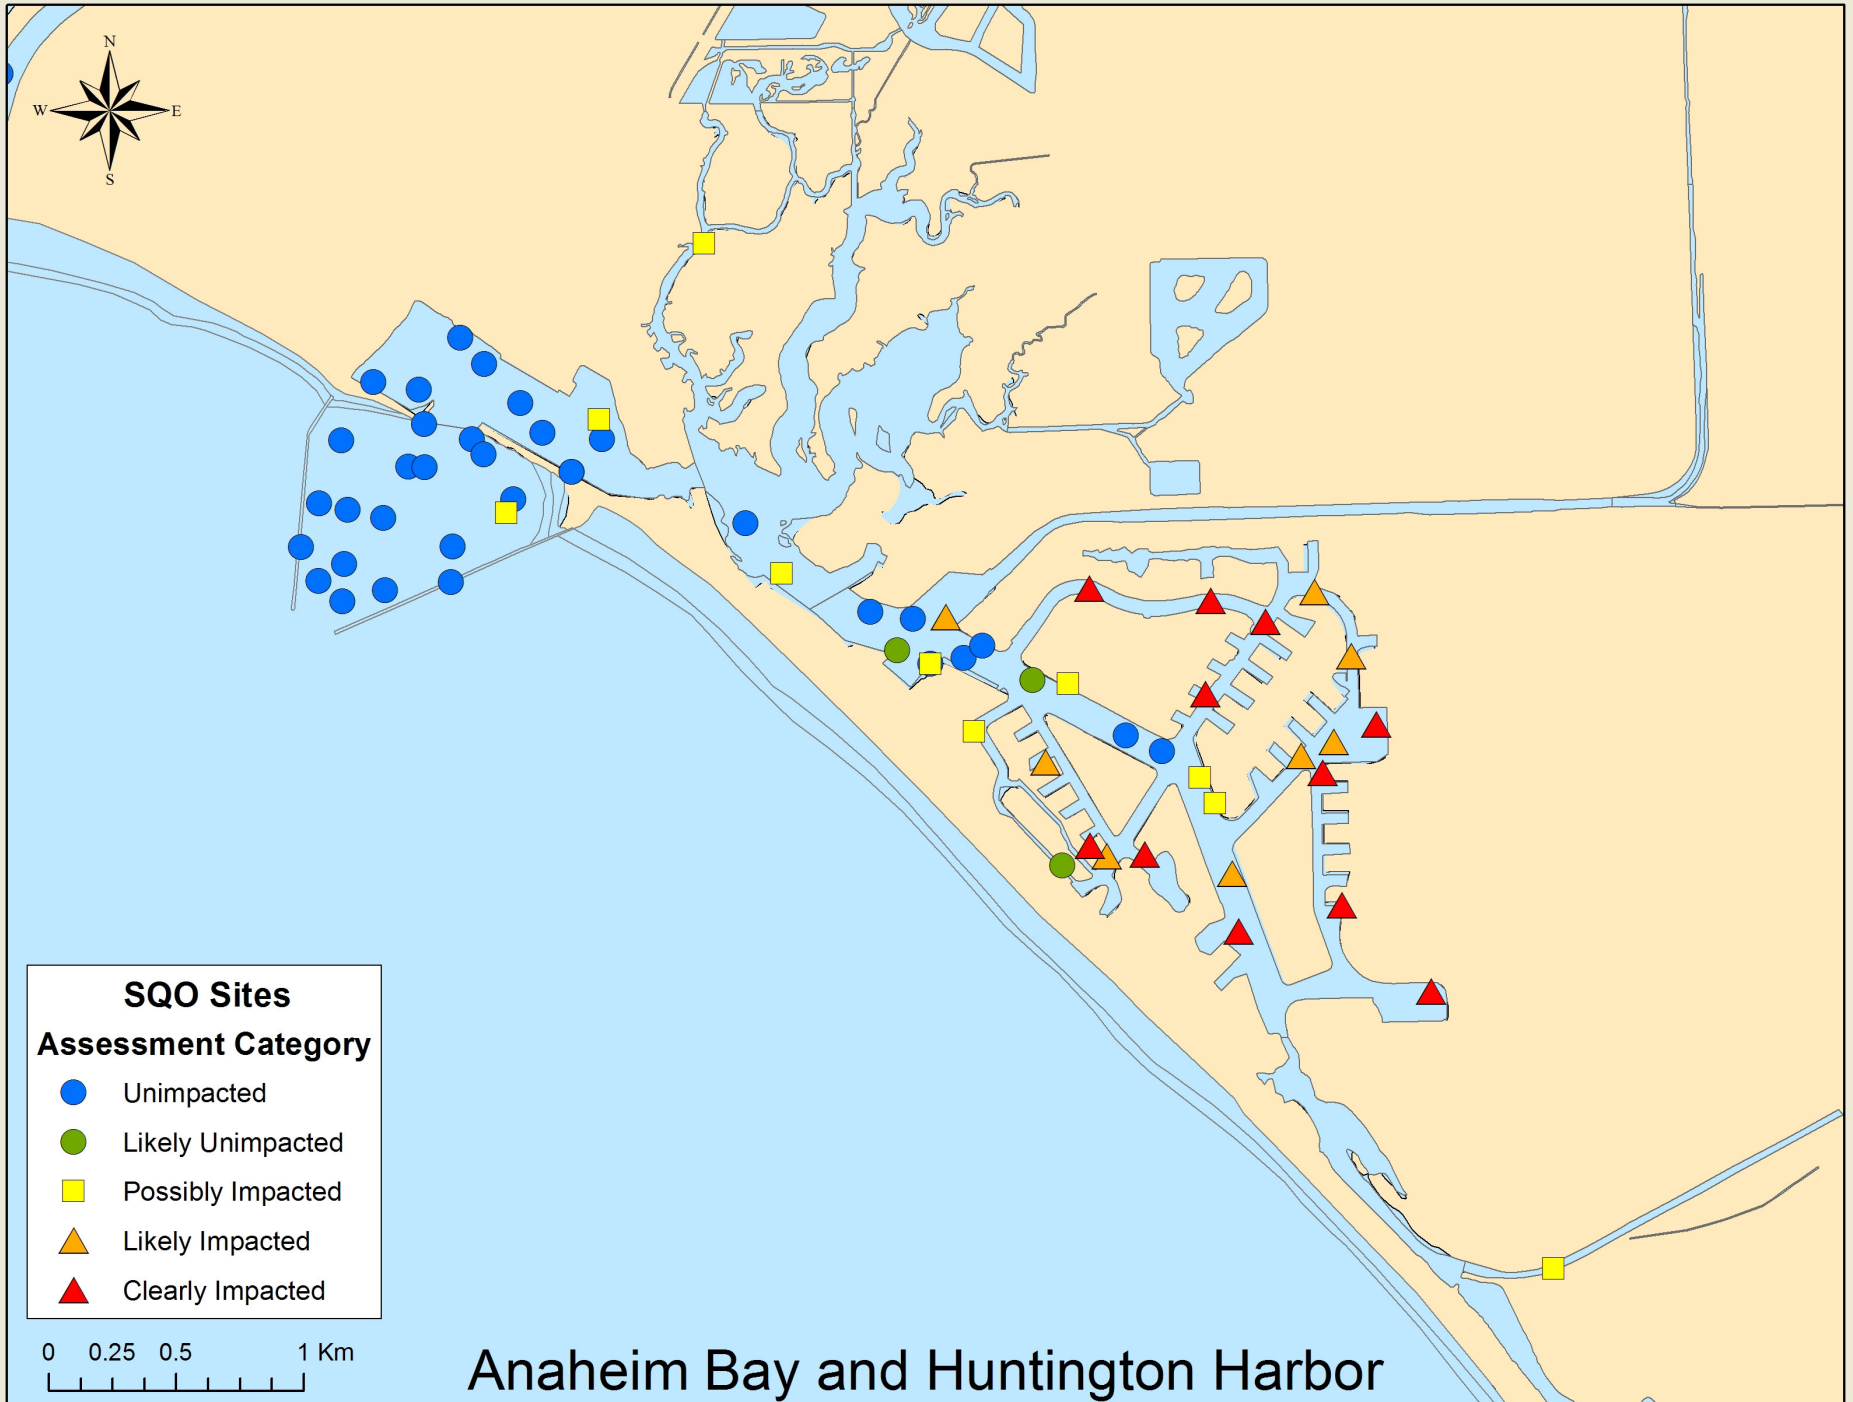 N
W
E
S
SQO Sites
Assessment Category
Unimpacted
Likely Unimpacted
Possibly Impacted
Likely Impacted
Clearly Impacted
0 0.25 0.5 1 Km
Anaheim Bay and Huntington Harbor